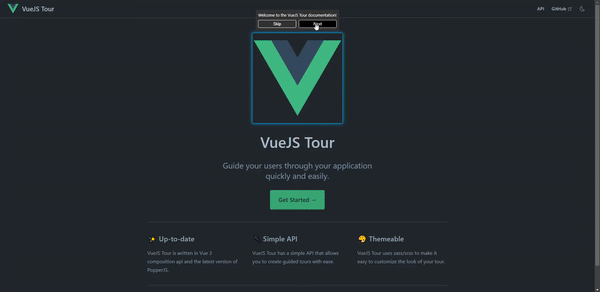 VueJS Tour
API
GitHub
Welcome to the VueJS Tour documentation!
Skip
Next
VueJS Tour
Guide your users through your application
quickly and easily.
Get Started →
Up-to-date
VueJS Tour is written in Vue 3
composition api and the latest version of
PopperJS.
Simple API
VueJS Tour has a simple API that allows
you to create guided tours with ease.
Themeable
VueJS Tour uses sass/scss to make it
easy to customize the look of your tour.